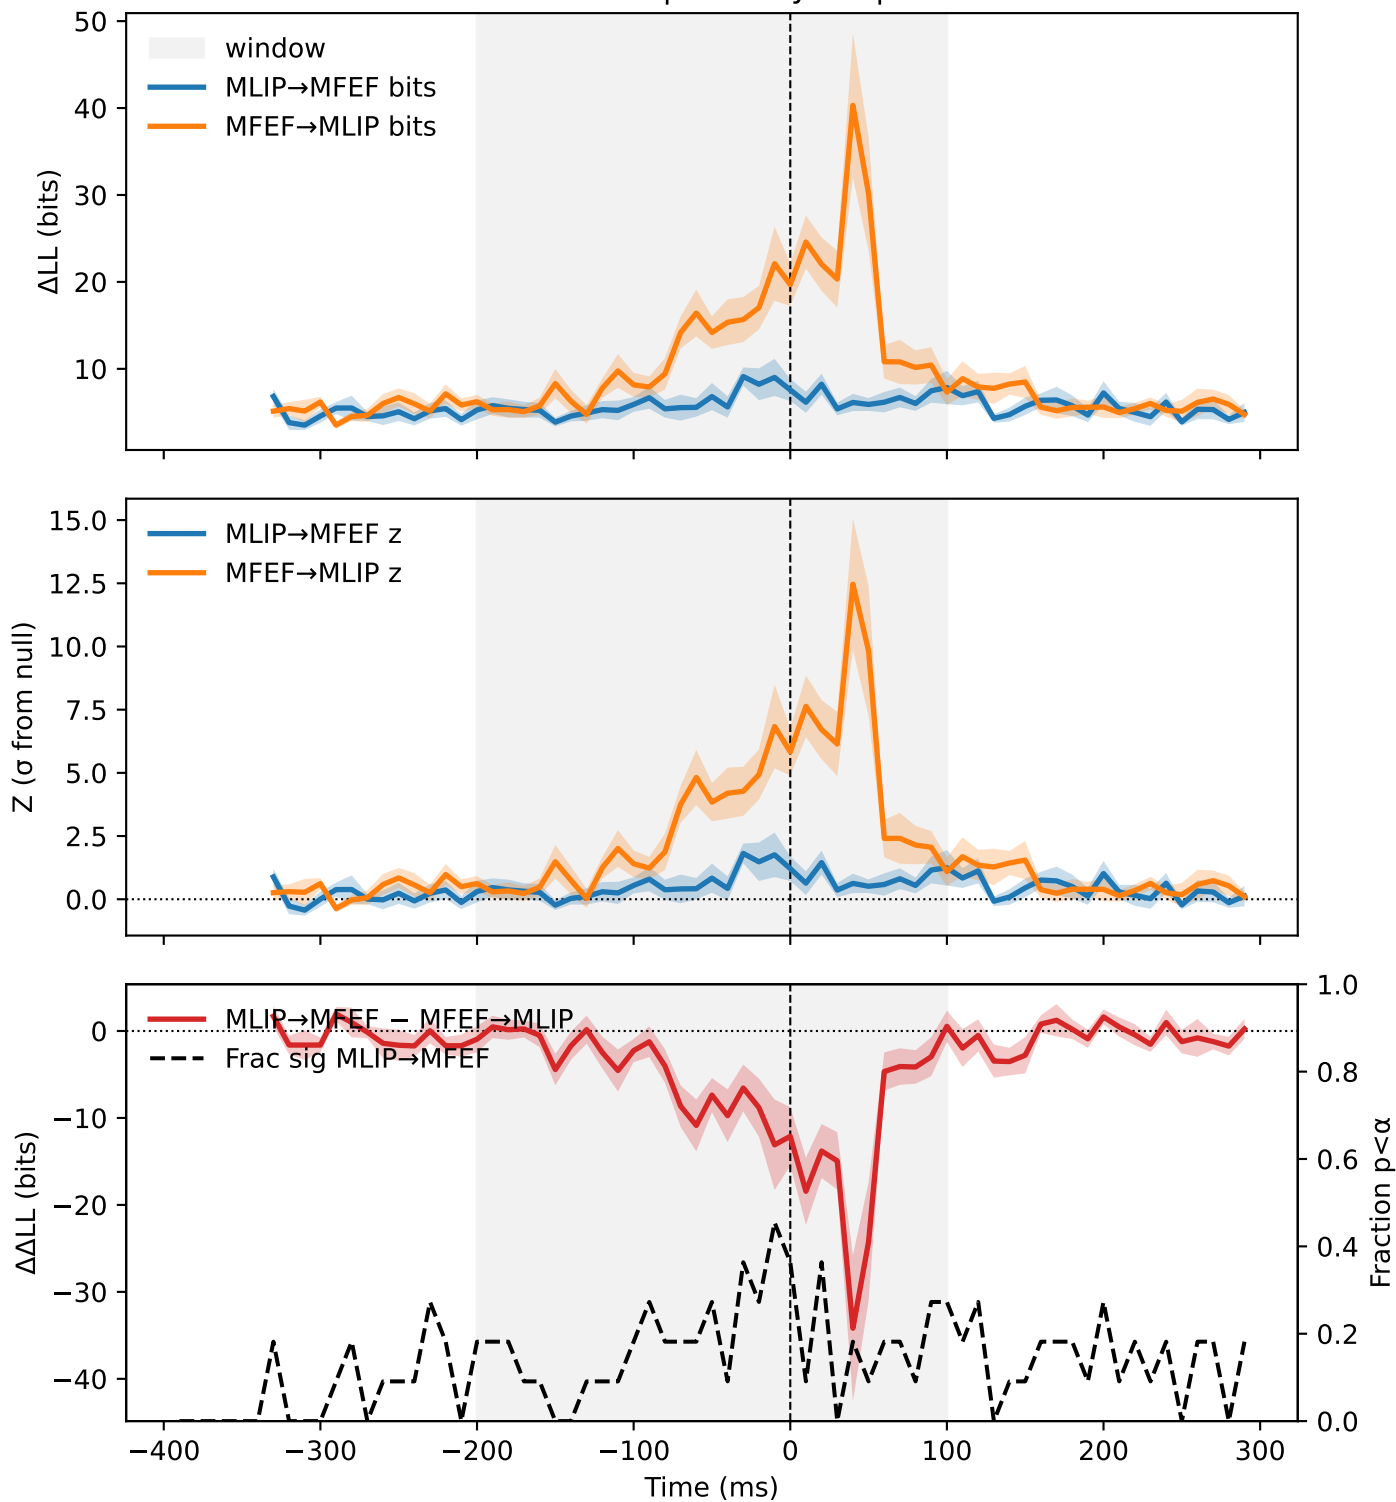 50
40
30
20
10
ΔLL (bits)
window
MLIP→MFEF bits
MFEF→MLIP bits
15.0
12.5
10.0
7.5
5.0
2.5
0.0
Z (σ from null)
MLIP→MFEF z
MFEF→MLIP z
0
−10
−20
−30
−40
ΔΔLL (bits)
MLIP→MFEF − MFEF→MLIP
Frac sig MLIP→MFEF
1.0
0.8
0.6
0.4
0.2
0.0
Fraction p<α
−400 −300 −200 −100 0 100 200 300
Time (ms)